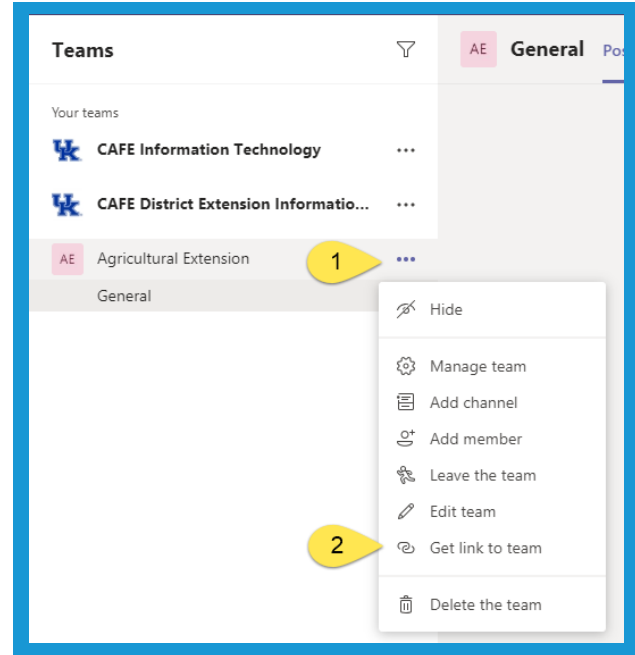 Teams
AE General Pos
Your teams
UK CAFE Information Technology ...
UK CAFE District Extension Informatio... ...
AE Agricultural Extension 1 ...
General
Hide
Manage team
Add channel
Add member
Leave the team
Edit team
2 Get link to team
Delete the team